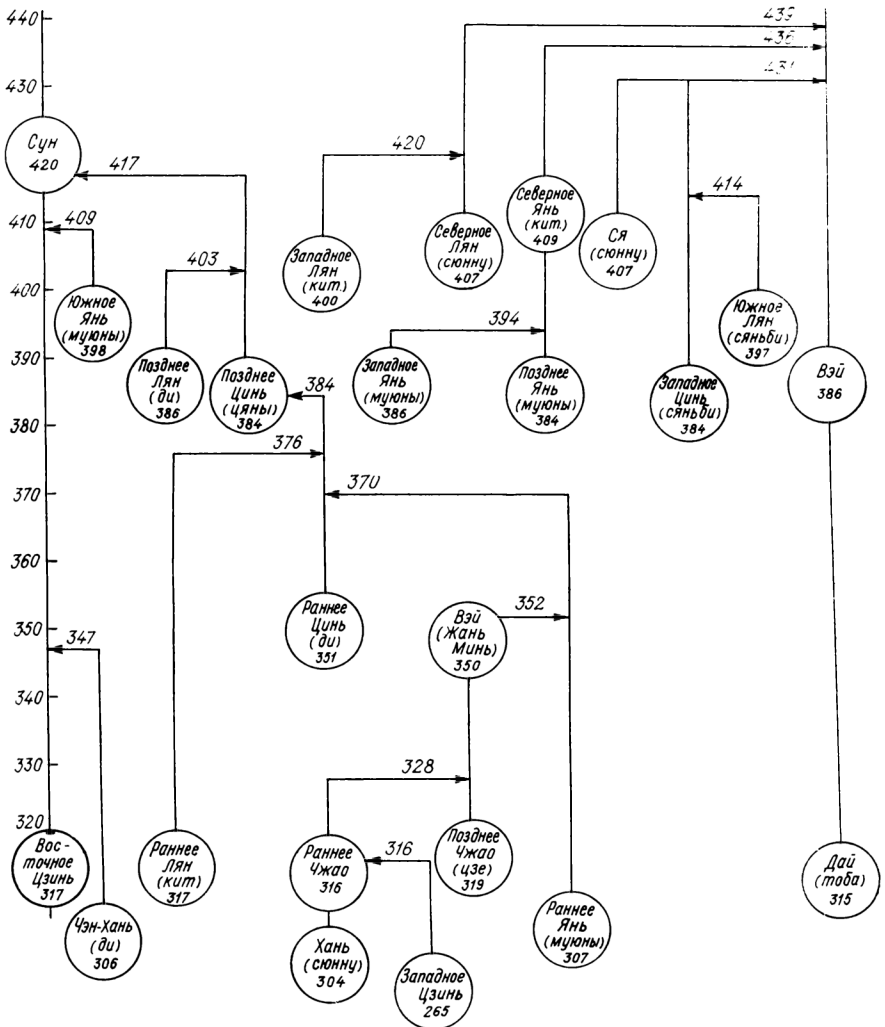 440
439
436
430
431
Сун
420
417
420
414
410
409
403
Северное
Янь
(кит.)
409
Западное
Лян
(кит.)
400
Северное
Лян
(сюнну)
407
Ся
(сюнну)
407
400
Южное
Янь
(муюны)
398
Южное
Лян
(сяньби)
397
394
390
Позднее
Лян
(ди)
386
Позднее
Цинь
(цяны)
384
384
Западное
Янь
(муюны)
386
Позднее
Янь
(муюны)
384
Западное
Цинь
(сяньби)
384
Вэй
386
380
376
370
370
360
Раннее
Цинь
(ди)
351
Вэй
(Жань
Минь)
350
352
350
347
340
330
328
320
Вос-
точное
Цзинь
317
Раннее
Лян
(кит)
317
Раннее
Чжао
316
316
Позднее
Чжао
(цзе)
319
Дай
(тоба)
315
Чэн-Хань
(ди)
306
Хань
(сюнну)
304
Западное
Цзинь
265
Раннее
Янь
(муюны)
307